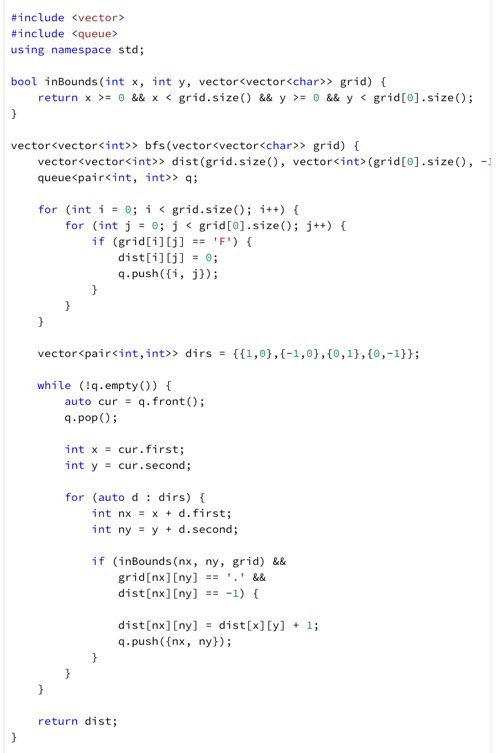 #include <vector>
#include <queue>
using namespace std;

bool inBounds(int x, int y, vector<vector<char>> grid) {
    return x >= 0 && x < grid.size() && y >= 0 && y < grid[0].size();
}

vector<vector<int>> bfs(vector<vector<char>> grid) {
    vector<vector<int>> dist(grid.size(), vector<int>(grid[0].size(), -1
    queue<pair<int, int>> q;

    for (int i = 0; i < grid.size(); i++) {
        for (int j = 0; j < grid[0].size(); j++) {
            if (grid[i][j] == 'F') {
                dist[i][j] = 0;
                q.push({i, j});
            }
        }
    }

    vector<pair<int,int>> dirs = {{1,0},{-1,0},{0,1},{0,-1}};

    while (!q.empty()) {
        auto cur = q.front();
        q.pop();

        int x = cur.first;
        int y = cur.second;

        for (auto d : dirs) {
            int nx = x + d.first;
            int ny = y + d.second;

            if (inBounds(nx, ny, grid) &&
                grid[nx][ny] == '.' &&
                dist[nx][ny] == -1) {

                dist[nx][ny] = dist[x][y] + 1;
                q.push({nx, ny});
            }
        }
    }

    return dist;
}